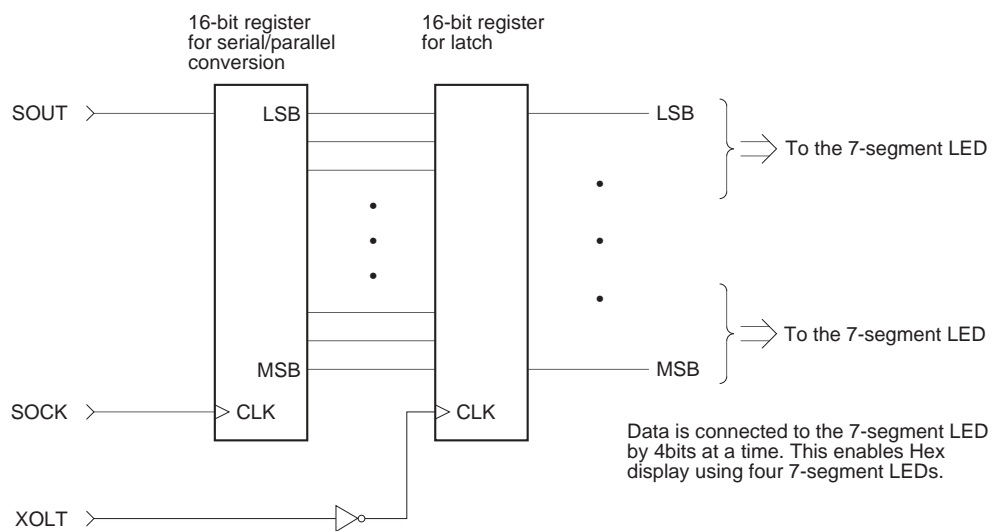 16-bit register
for serial/parallel
conversion
16-bit register
for latch
SOUT
LSB
LSB
To the 7-segment LED
To the 7-segment LED
MSB
MSB
SOCK
CLK
CLK
Data is connected to the 7-segment LED
by 4bits at a time. This enables Hex
display using four 7-segment LEDs.
XOLT